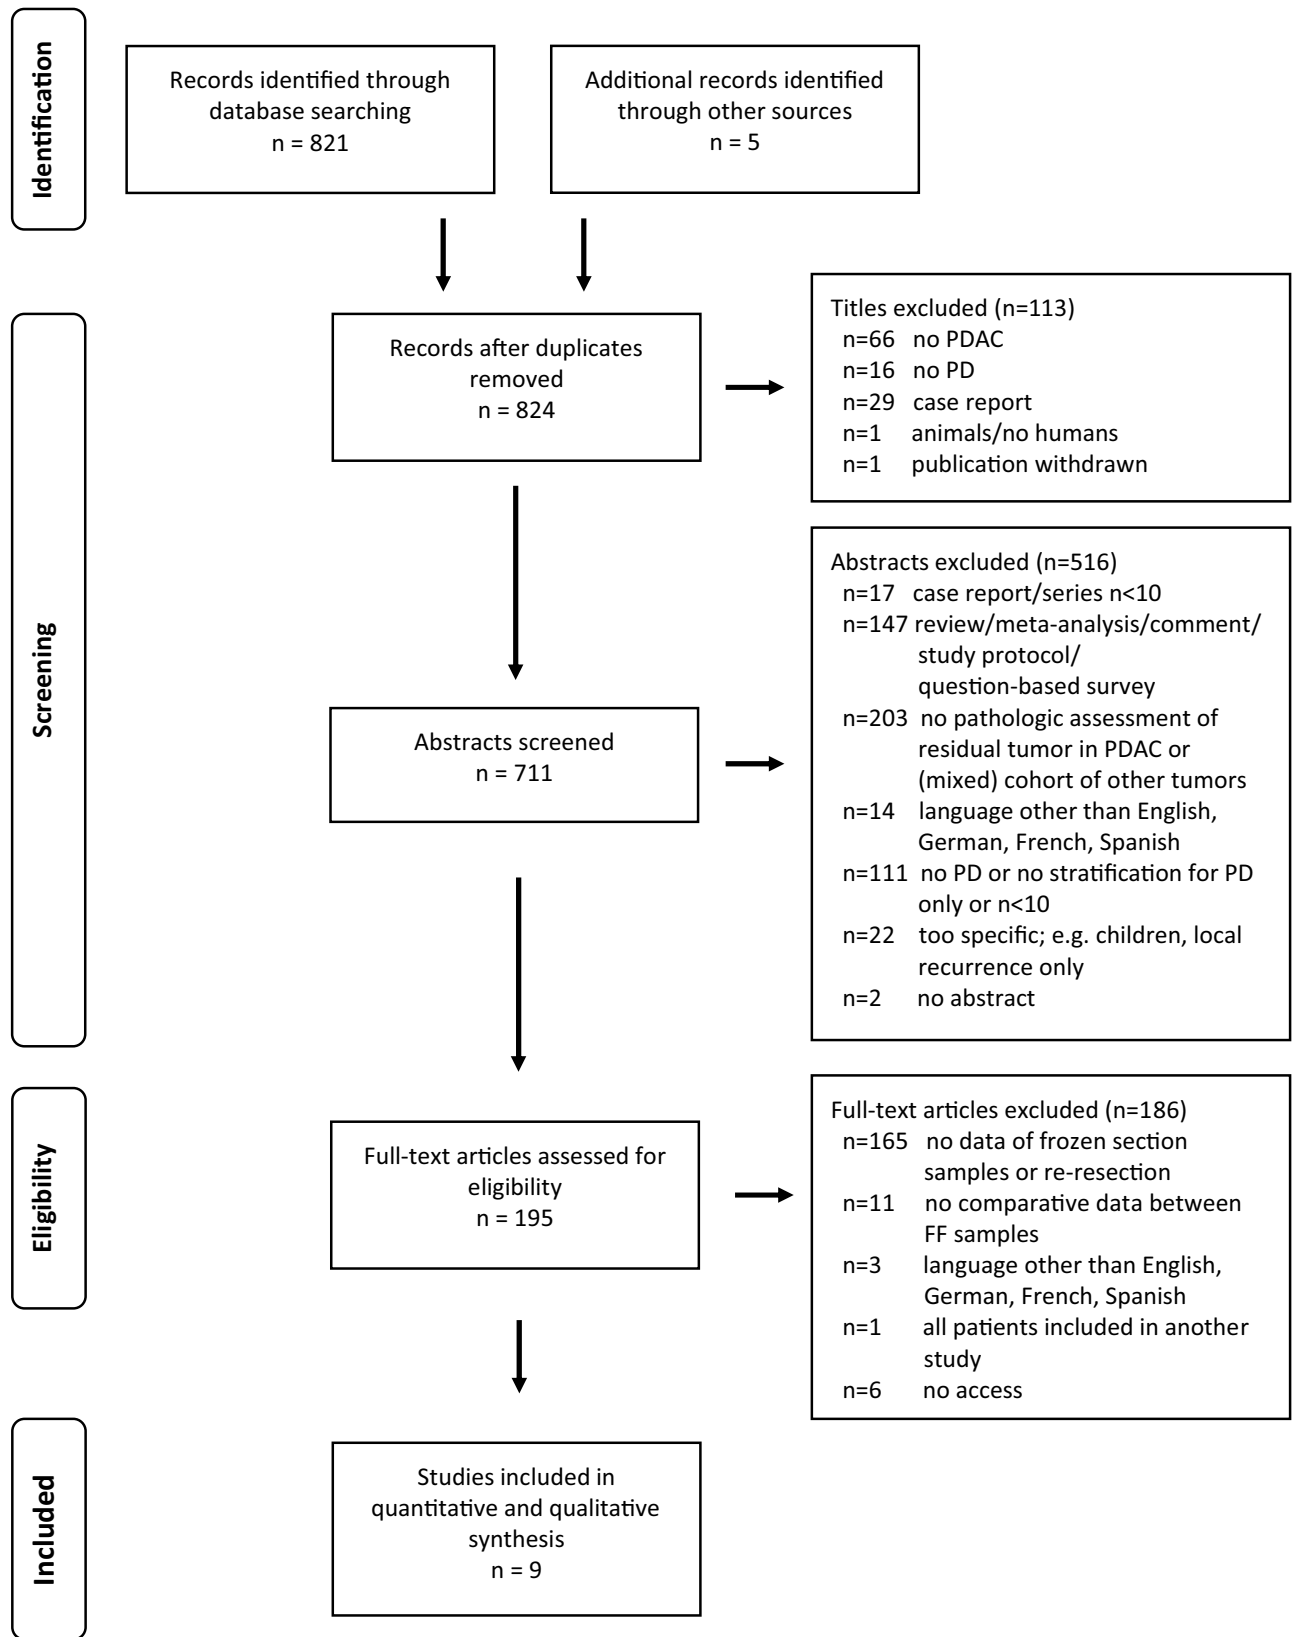 Identification
Records identified through
database searching
n = 821
Additional records identified
through other sources
n = 5
Screening
Records after duplicates
removed
n = 824
Titles excluded (n=113)
n=66 no PDAC
n=16 no PD
n=29 case report
n=1 animals/no humans
n=1 publication withdrawn
Abstracts screened
n = 711
Abstracts excluded (n=516)
n=17 case report/series n<10
n=147 review/meta-analysis/comment/
study protocol/
question-based survey
n=203 no pathologic assessment of
residual tumor in PDAC or
(mixed) cohort of other tumors
n=14 language other than English,
German, French, Spanish
n=111 no PD or no stratification for PD
only or n<10
n=22 too specific; e.g. children, local
recurrence only
n=2 no abstract
Eligibility
Full-text articles assessed for
eligibility
n = 195
Full-text articles excluded (n=186)
n=165 no data of frozen section
samples or re-resection
n=11 no comparative data between
FF samples
n=3 language other than English,
German, French, Spanish
n=1 all patients included in another
study
n=6 no access
Included
Studies included in
quantitative and qualitative
synthesis
n = 9